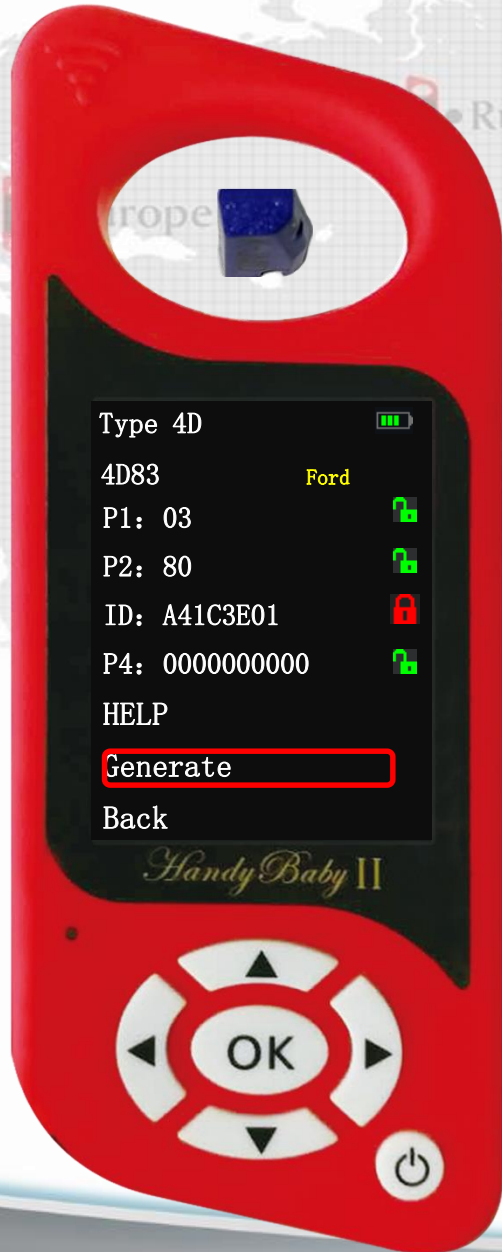 Type 4D
4D83 Ford
P1: 03
P2: 80
ID: A41C3E01
P4: 0000000000
HELP
Generate
Back
Handy Baby II
OK